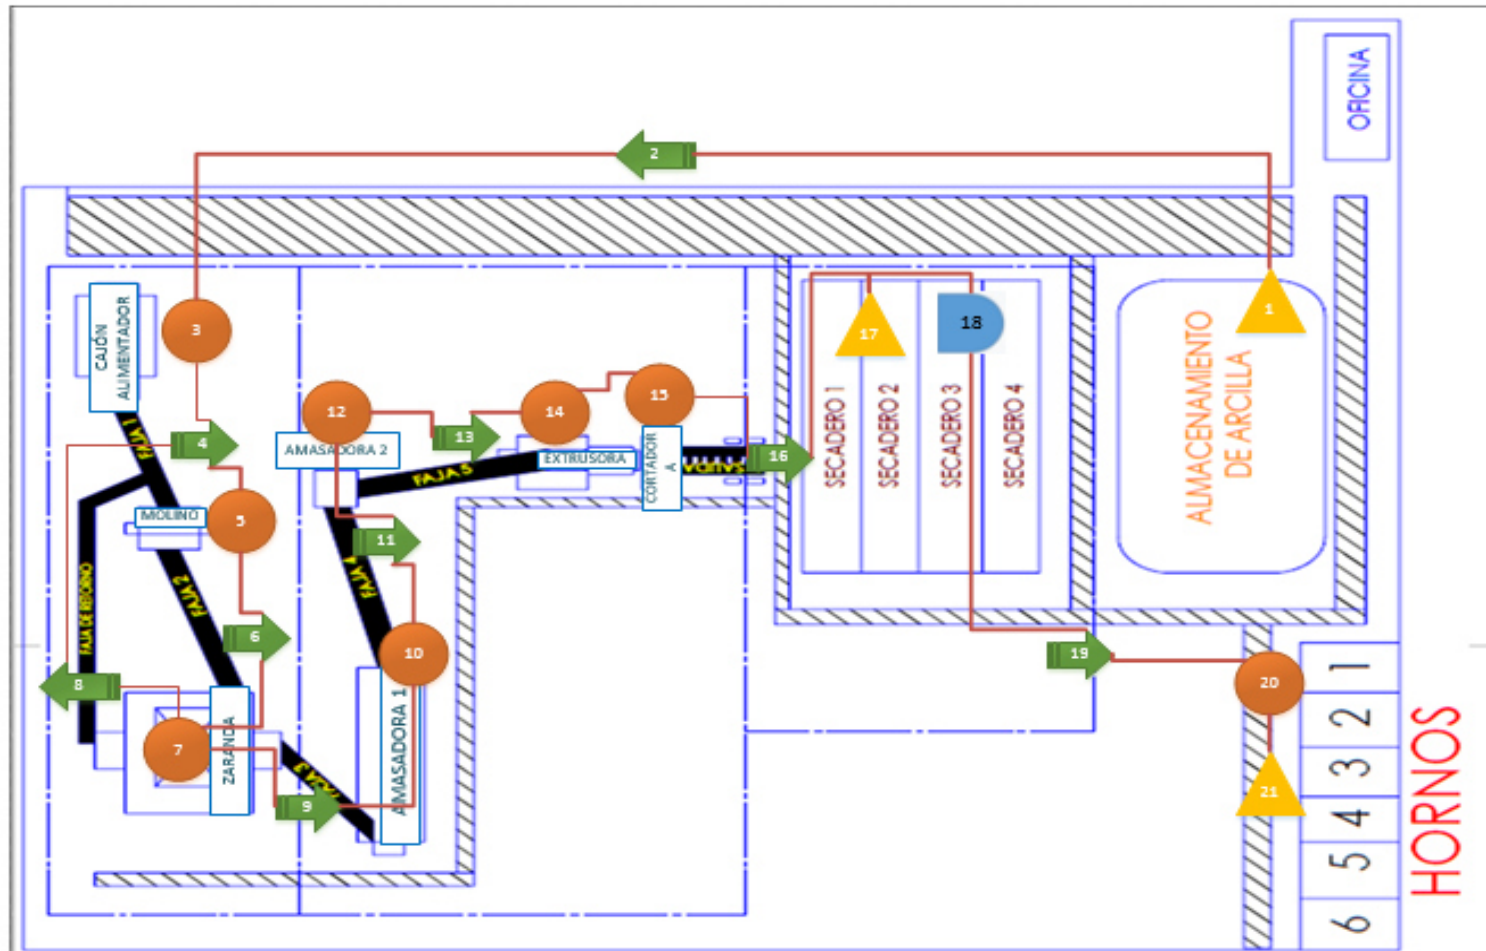 OFICINA
2
1
3
CAJÓN
ALIMENTADOR
FAJA 1
4
MOLINO
5
FAJA 2
FAJA DE RETORNO
6
8
7
ZARANDA
FAJA 3
9
AMASADORA 1
10
FAJA 4
11
12
AMASADORA 2
13
FAJA 5
14
EXTRUSORA
15
CORTADOR
A
SALIDA
16
17
18
SECADERO 1
SECADERO 2
SECADERO 3
SECADERO 4
ALMACENAMIENTO
DE ARCILLA
19
20
21
1
2
3
4
5
6
HORNOS